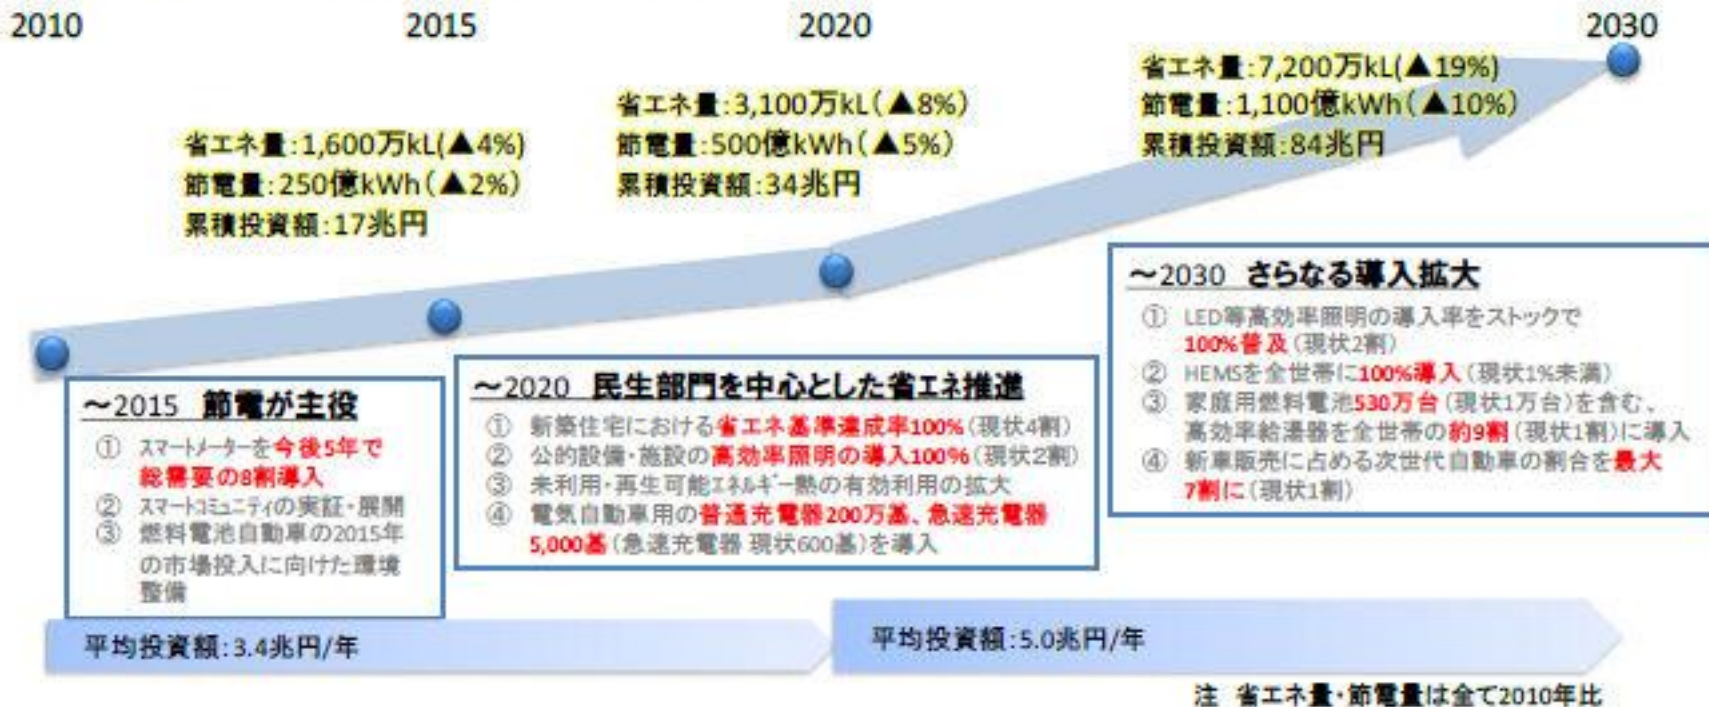 2010
2015
2020
2030
省エネ量:1,600万kL(▲4%)
節電量:250億kWh(▲2%)
累積投資額:17兆円
省エネ量:3,100万kL(▲8%)
節電量:500億kWh(▲5%)
累積投資額:34兆円
省エネ量:7,200万kL(▲19%)
節電量:1,100億kWh(▲10%)
累積投資額:84兆円
~2015 節電が主役
① スマートメーターを今後5年で
総需要の8割導入
② スマートコミュニティの実証・展開
③ 燃料電池自動車の2015年
の市場投入に向けた環境
整備
~2020 民生部門を中心とした省エネ推進
① 新築住宅における省エネ基準達成率100%(現状4割)
② 公的設備・施設の高効率照明の導入100%(現状2割)
③ 未利用・再生可能エネルギー熱の有効利用の拡大
④ 電気自動車用の普通充電器200万基、急速充電器
5,000基(急速充電器 現状600基)を導入
~2030 さらなる導入拡大
① LED等高効率照明の導入率をストックで
100%普及(現状2割)
② HEMSを全世帯に100%導入(現状1%未満)
③ 家庭用燃料電池530万台(現状1万台)を含む、
高効率給湯器を全世帯の約9割(現状1割)に導入
④ 新車販売に占める次世代自動車の割合を最大
7割に(現状1割)
平均投資額:3.4兆円/年
平均投資額:5.0兆円/年
注 省エネ量・節電量は全て2010年比